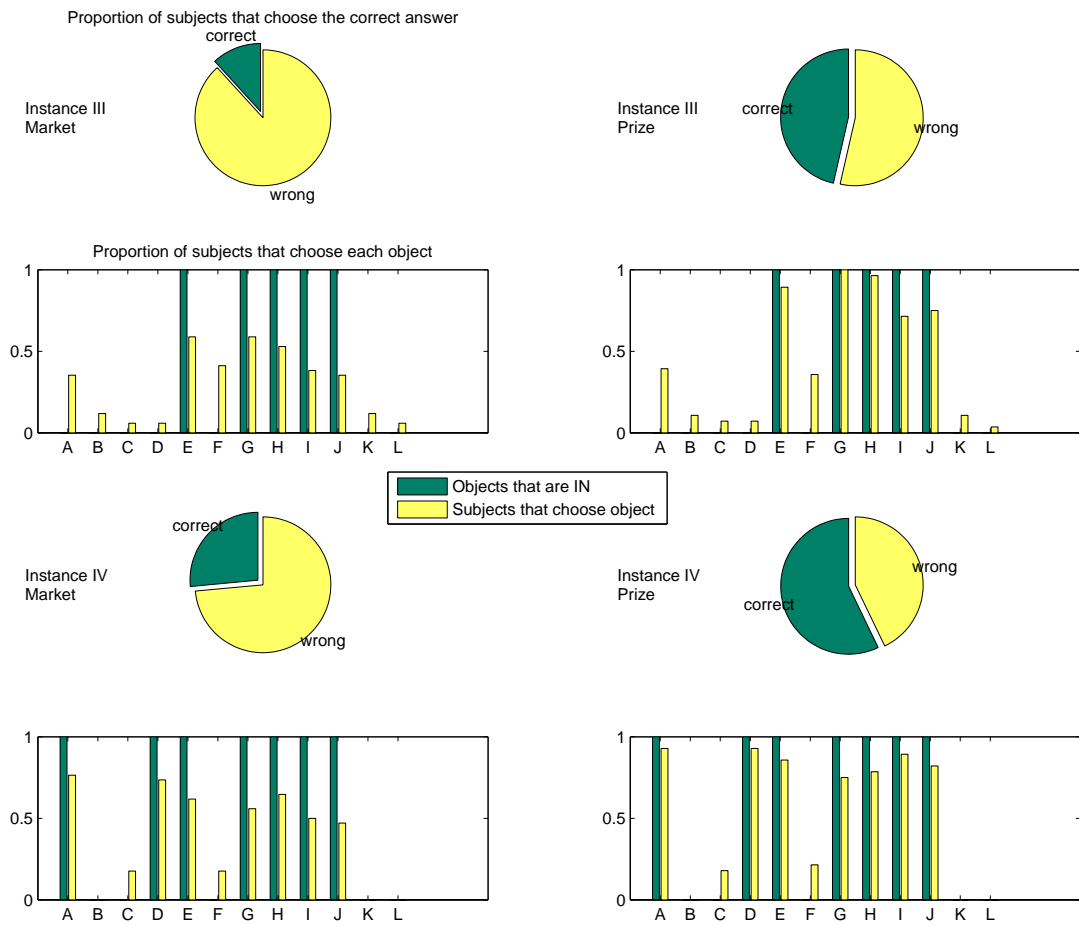 Proportion of subjects that choose the correct answer
correct
Instance III
Market
wrong
Instance III
Prize
correct
wrong
Proportion of subjects that choose each object
1
0.5
0
A B C D E F G H I J K L
1
0.5
0
A B C D E F G H I J K L
Objects that are IN
Subjects that choose object
correct
Instance IV
Market
wrong
Instance IV
Prize
correct
wrong
1
0.5
0
A B C D E F G H I J K L
1
0.5
0
A B C D E F G H I J K L